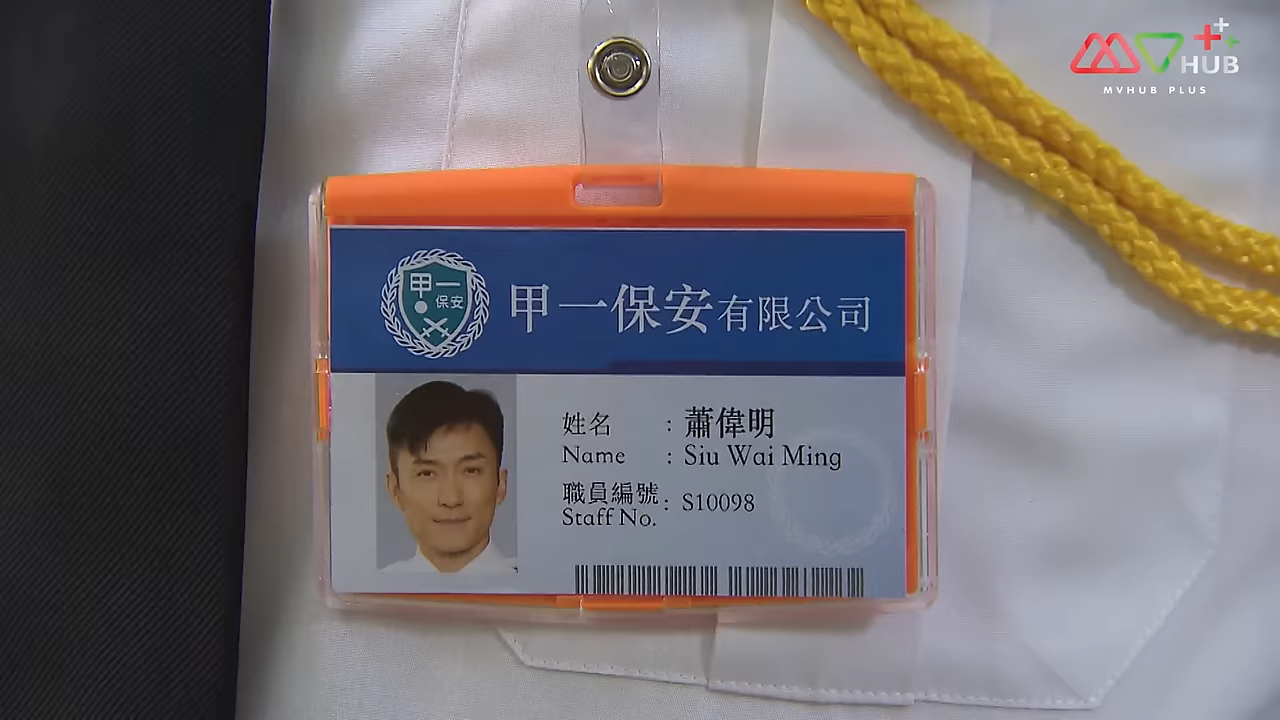 MV HUB
MVHUB PLUS
甲一
保安
甲一保安有限公司
姓名 : 蕭偉明
Name : Siu Wai Ming
職員編號 : S10098
Staff No.